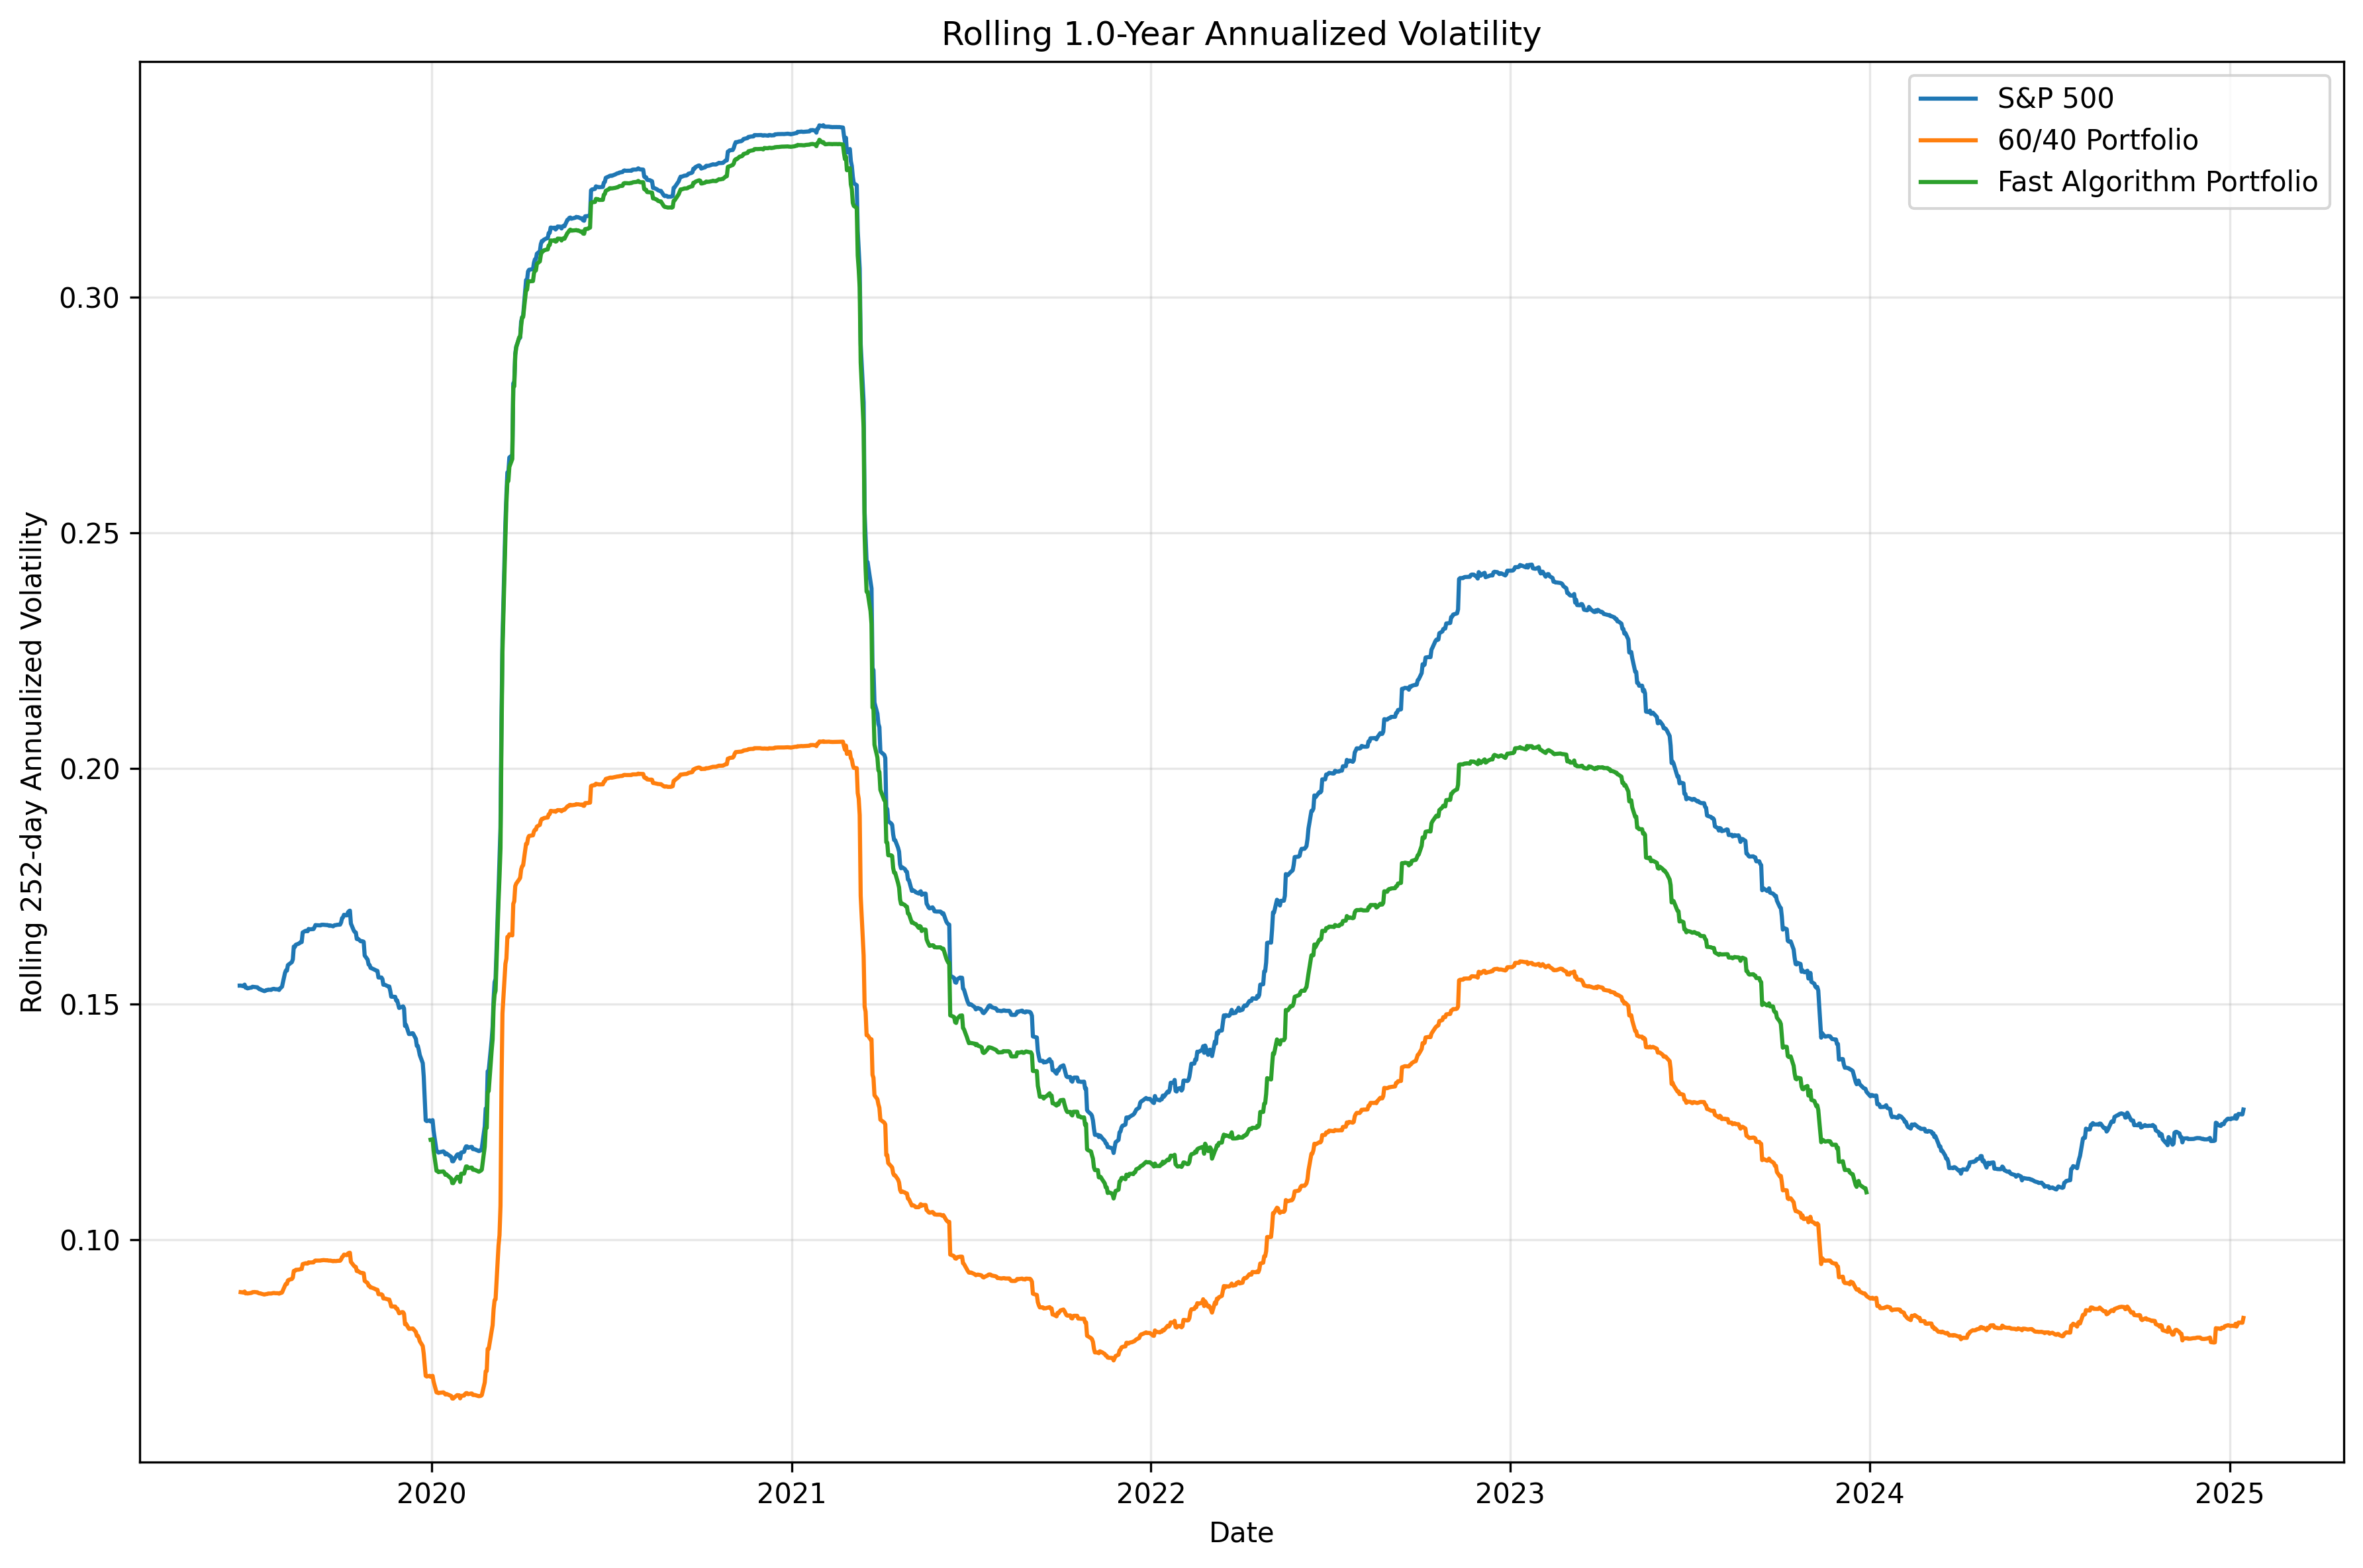 Rolling 1.0-Year Annualized Volatility
S&P 500
60/40 Portfolio
Fast Algorithm Portfolio
Rolling 252-day Annualized Volatility
0.30
0.25
0.20
0.15
0.10
2020
2021
2022
2023
2024
2025
Date